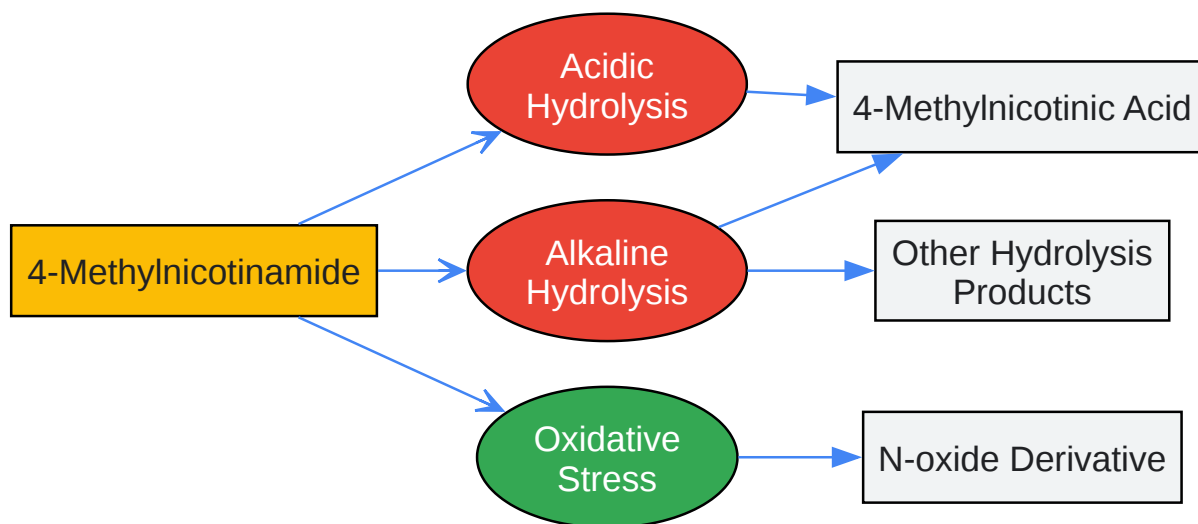 Acidic
Hydrolysis
4-Methylnicotinic Acid
4-Methylnicotinamide
Alkaline
Hydrolysis
Other Hydrolysis
Products
Oxidative
Stress
N-oxide Derivative